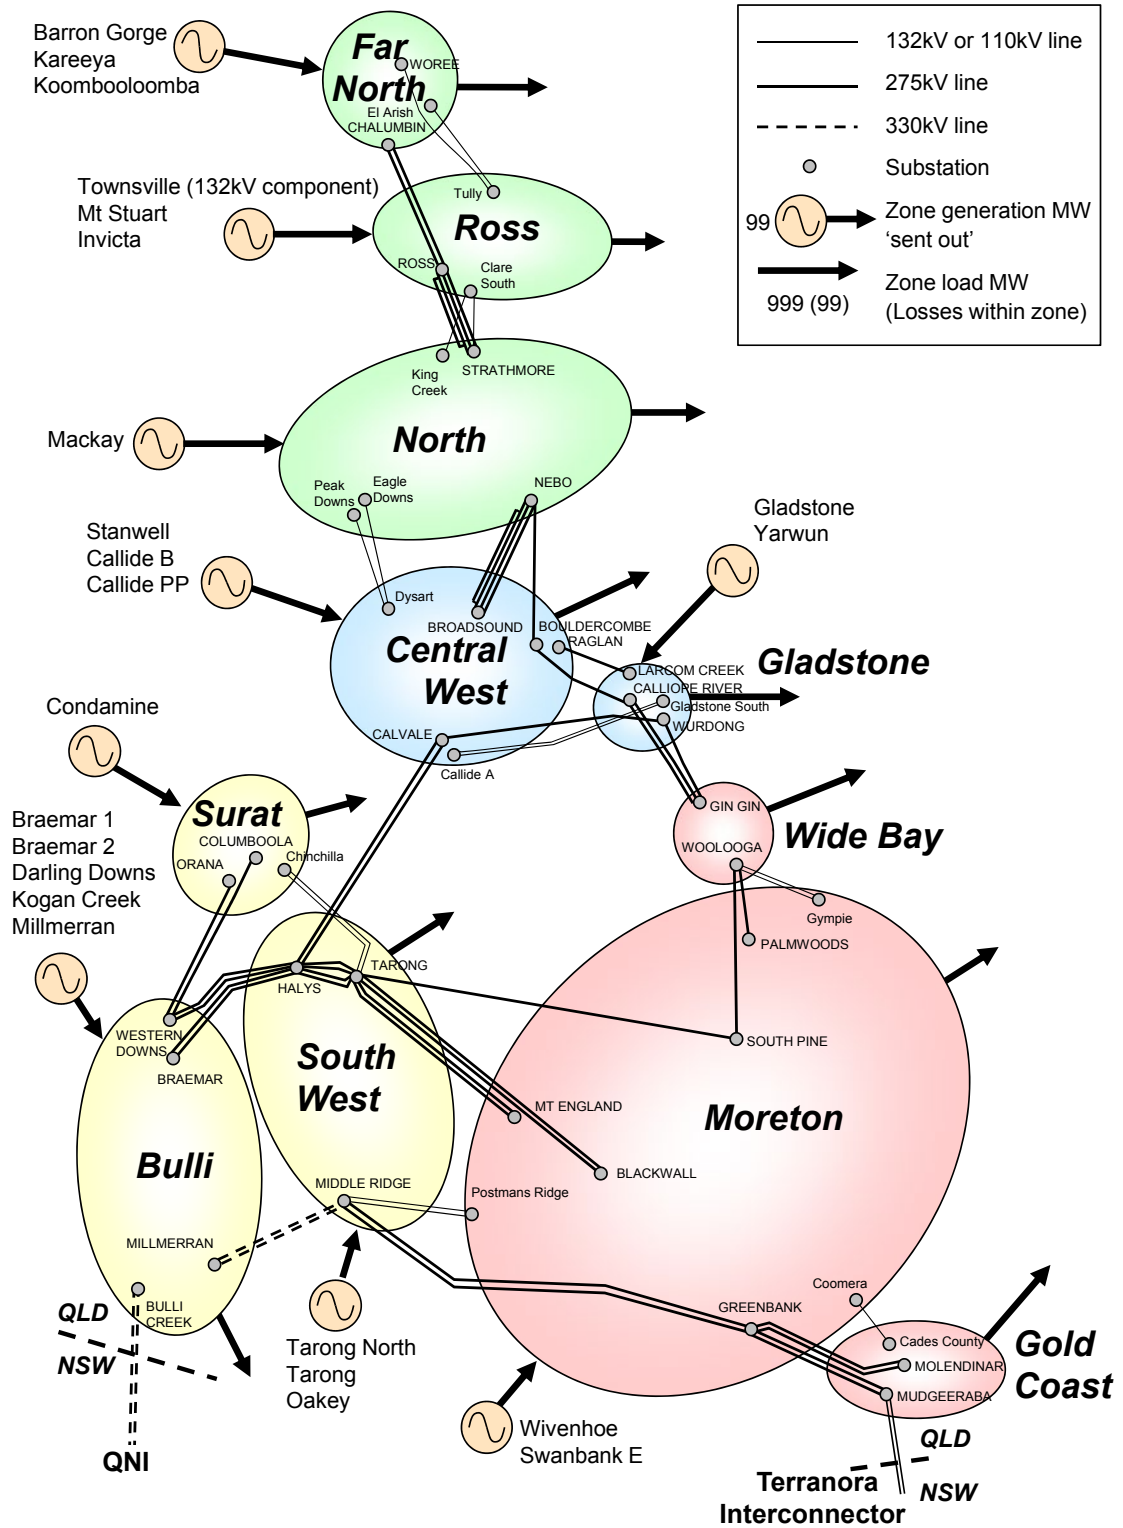 Barron Gorge
Kareeya
Koombooloomba
Far
North
WOREE
El Arish
CHALUMBIN
132kV or 110kV line
275kV line
330kV line
Substation
99
Zone generation MW
‘sent out’
999 (99)
Zone load MW
(Losses within zone)
Townsville (132kV component)
Mt Stuart
Invicta
Tully
Ross
ROSS
Clare
South
King
Creek
STRATHMORE
Mackay
North
Peak
Downs
Eagle
Downs
NEBO
Stanwell
Callide B
Callide PP
Gladstone
Yarwun
Dysart
BROADSOUND
BOULDERCOMBE
RAGLAN
Central
West
LARCOM CREEK
CALLIOPE RIVER
Gladstone South
WURDONG
Gladstone
CALVALE
Callide A
Condamine
Surat
COLUMBOOLA
ORANA
Chinchilla
GIN GIN
WOOLOOGA
Wide Bay
Braemar 1
Braemar 2
Darling Downs
Kogan Creek
Millmerran
Gympie
PALMWOODS
TARONG
HALYS
WESTERN
DOWNS
BRAEMAR
SOUTH PINE
South
West
MT ENGLAND
Moreton
Bulli
BLACKWALL
MIDDLE RIDGE
Postmans Ridge
MILLMERRAN
BULLI
CREEK
QLD
NSW
QNI
Tarong North
Tarong
Oakey
Wivenhoe
Swanbank E
Coomera
GREENBANK
Cades County
MOLENDINAR
MUDGEERABA
Gold
Coast
QLD
NSW
Terranora
Interconnector